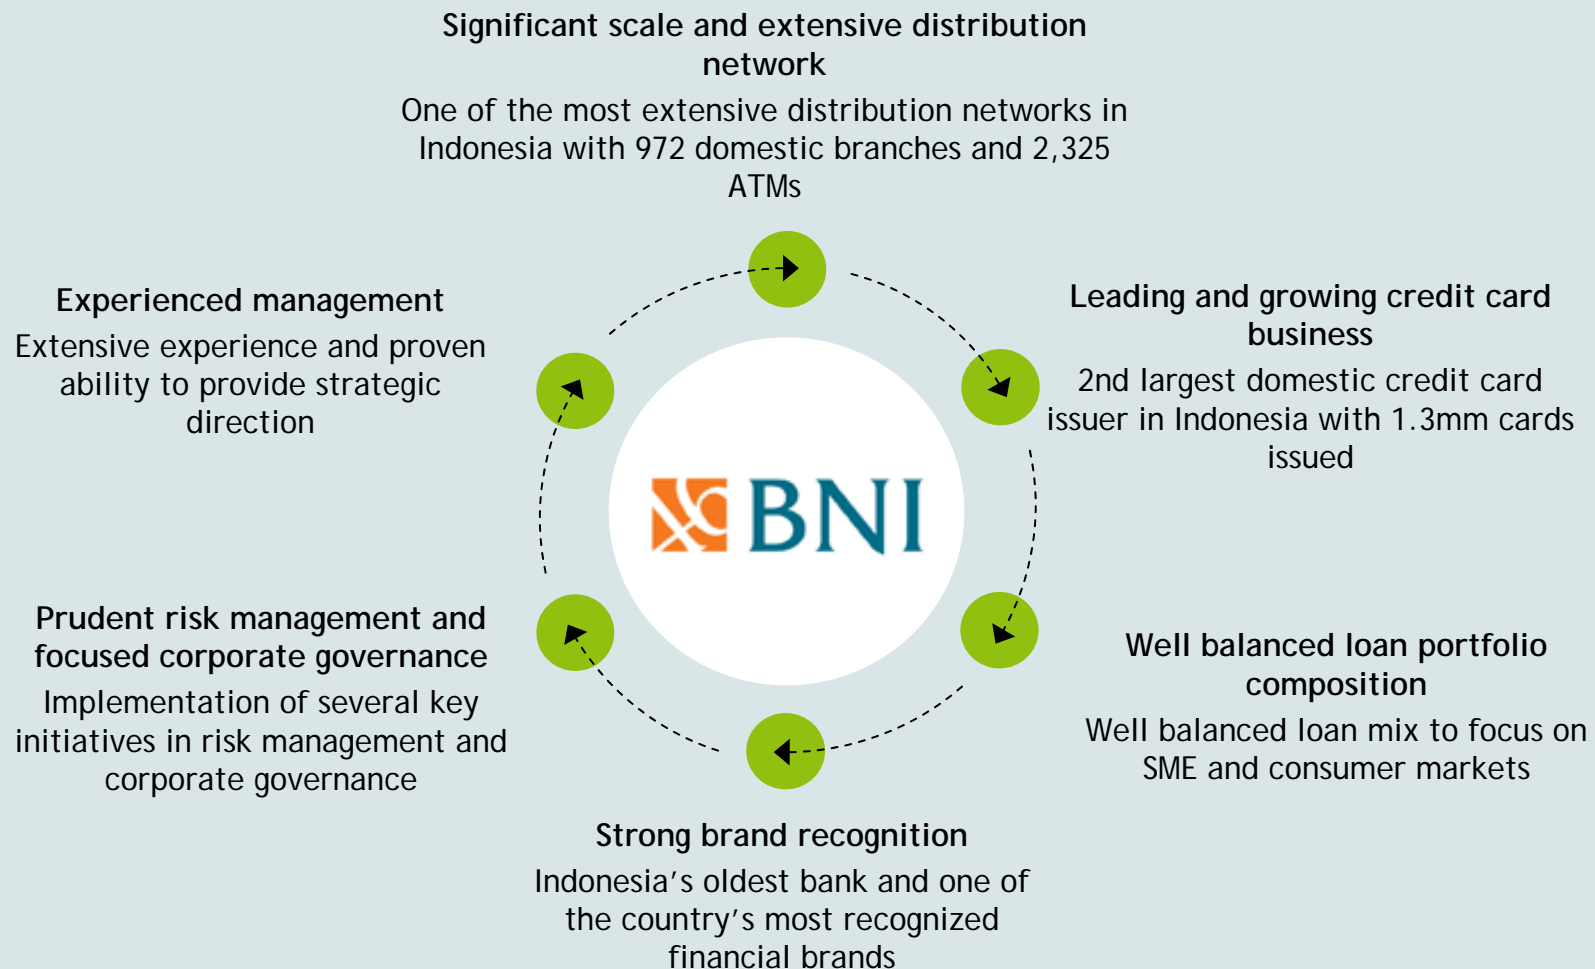 Significant scale and extensive distribution
network
One of the most extensive distribution networks in
Indonesia with 972 domestic branches and 2,325
ATMs
Leading and growing credit card
business
2nd largest domestic credit card
issuer in Indonesia with 1.3mm cards
issued
Well balanced loan portfolio
composition
Well balanced loan mix to focus on
SME and consumer markets
Strong brand recognition
Indonesia’s oldest bank and one of
the country’s most recognized
financial brands
Prudent risk management and
focused corporate governance
Implementation of several key
initiatives in risk management and
corporate governance
Experienced management
Extensive experience and proven
ability to provide strategic
direction
BNI